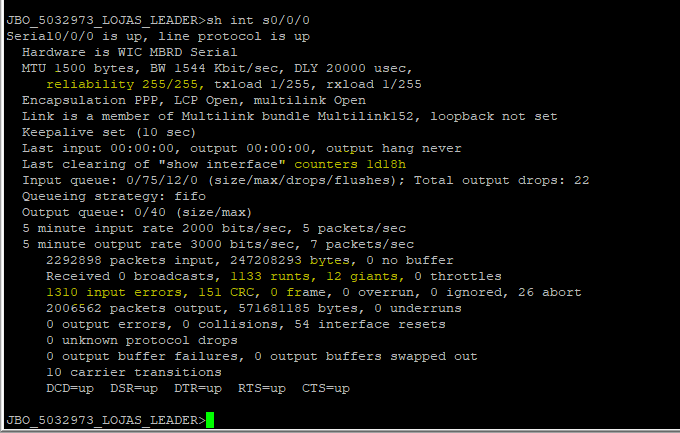 JBO_5032973_LOJAS_LEADER>sh int s0/0/0
Serial0/0/0 is up, line protocol is up
Hardware is WIC MBRD Serial
MTU 1500 bytes, BW 1544 Kbit/sec, DLY 20000 usec,
reliability 255/255, txload 1/255, rxload 1/255
Encapsulation PPP, LCP Open, multilink Open
Link is a member of Multilink bundle Multilink152, loopback not set
Keepalive set (10 sec)
Last input 00:00:00, output 00:00:00, output hang never
Last clearing of "show interface" counters 1d18h
Input queue: 0/75/12/0 (size/max/drops/flushes); Total output drops: 22
Queueing strategy: fifo
Output queue: 0/40 (size/max)
5 minute input rate 2000 bits/sec, 5 packets/sec
5 minute output rate 3000 bits/sec, 7 packets/sec
2292898 packets input, 247208293 bytes, 0 no buffer
Received 0 broadcasts, 1133 runts, 12 giants, 0 throttles
1310 input errors, 151 CRC, 0 frame, 0 overrun, 0 ignored, 26 abort
2006562 packets output, 571681185 bytes, 0 underruns
0 output errors, 0 collisions, 54 interface resets
0 unknown protocol drops
0 output buffer failures, 0 output buffers swapped out
10 carrier transitions
DCD=up DSR=up DTR=up RTS=up CTS=up
JBO_5032973_LOJAS_LEADER>